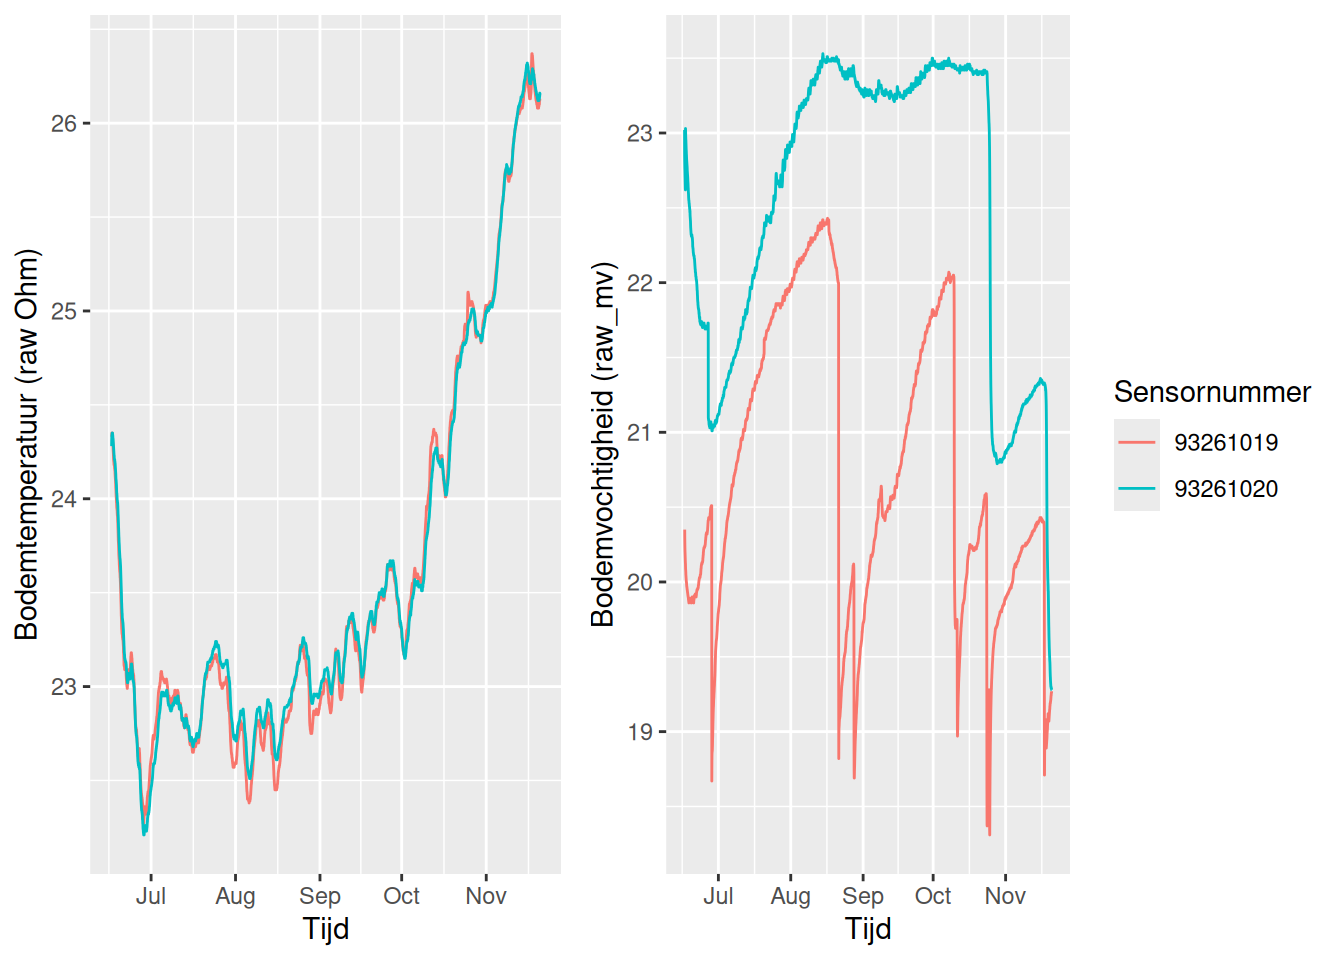 Bodemtemperatuur (raw Ohm)
26
25
24
23
Jul Aug Sep Oct Nov
Tijd
Bodemvochtigheid (raw_mv)
23
22
21
20
19
Jul Aug Sep Oct Nov
Tijd
Sensornummer
93261019
93261020